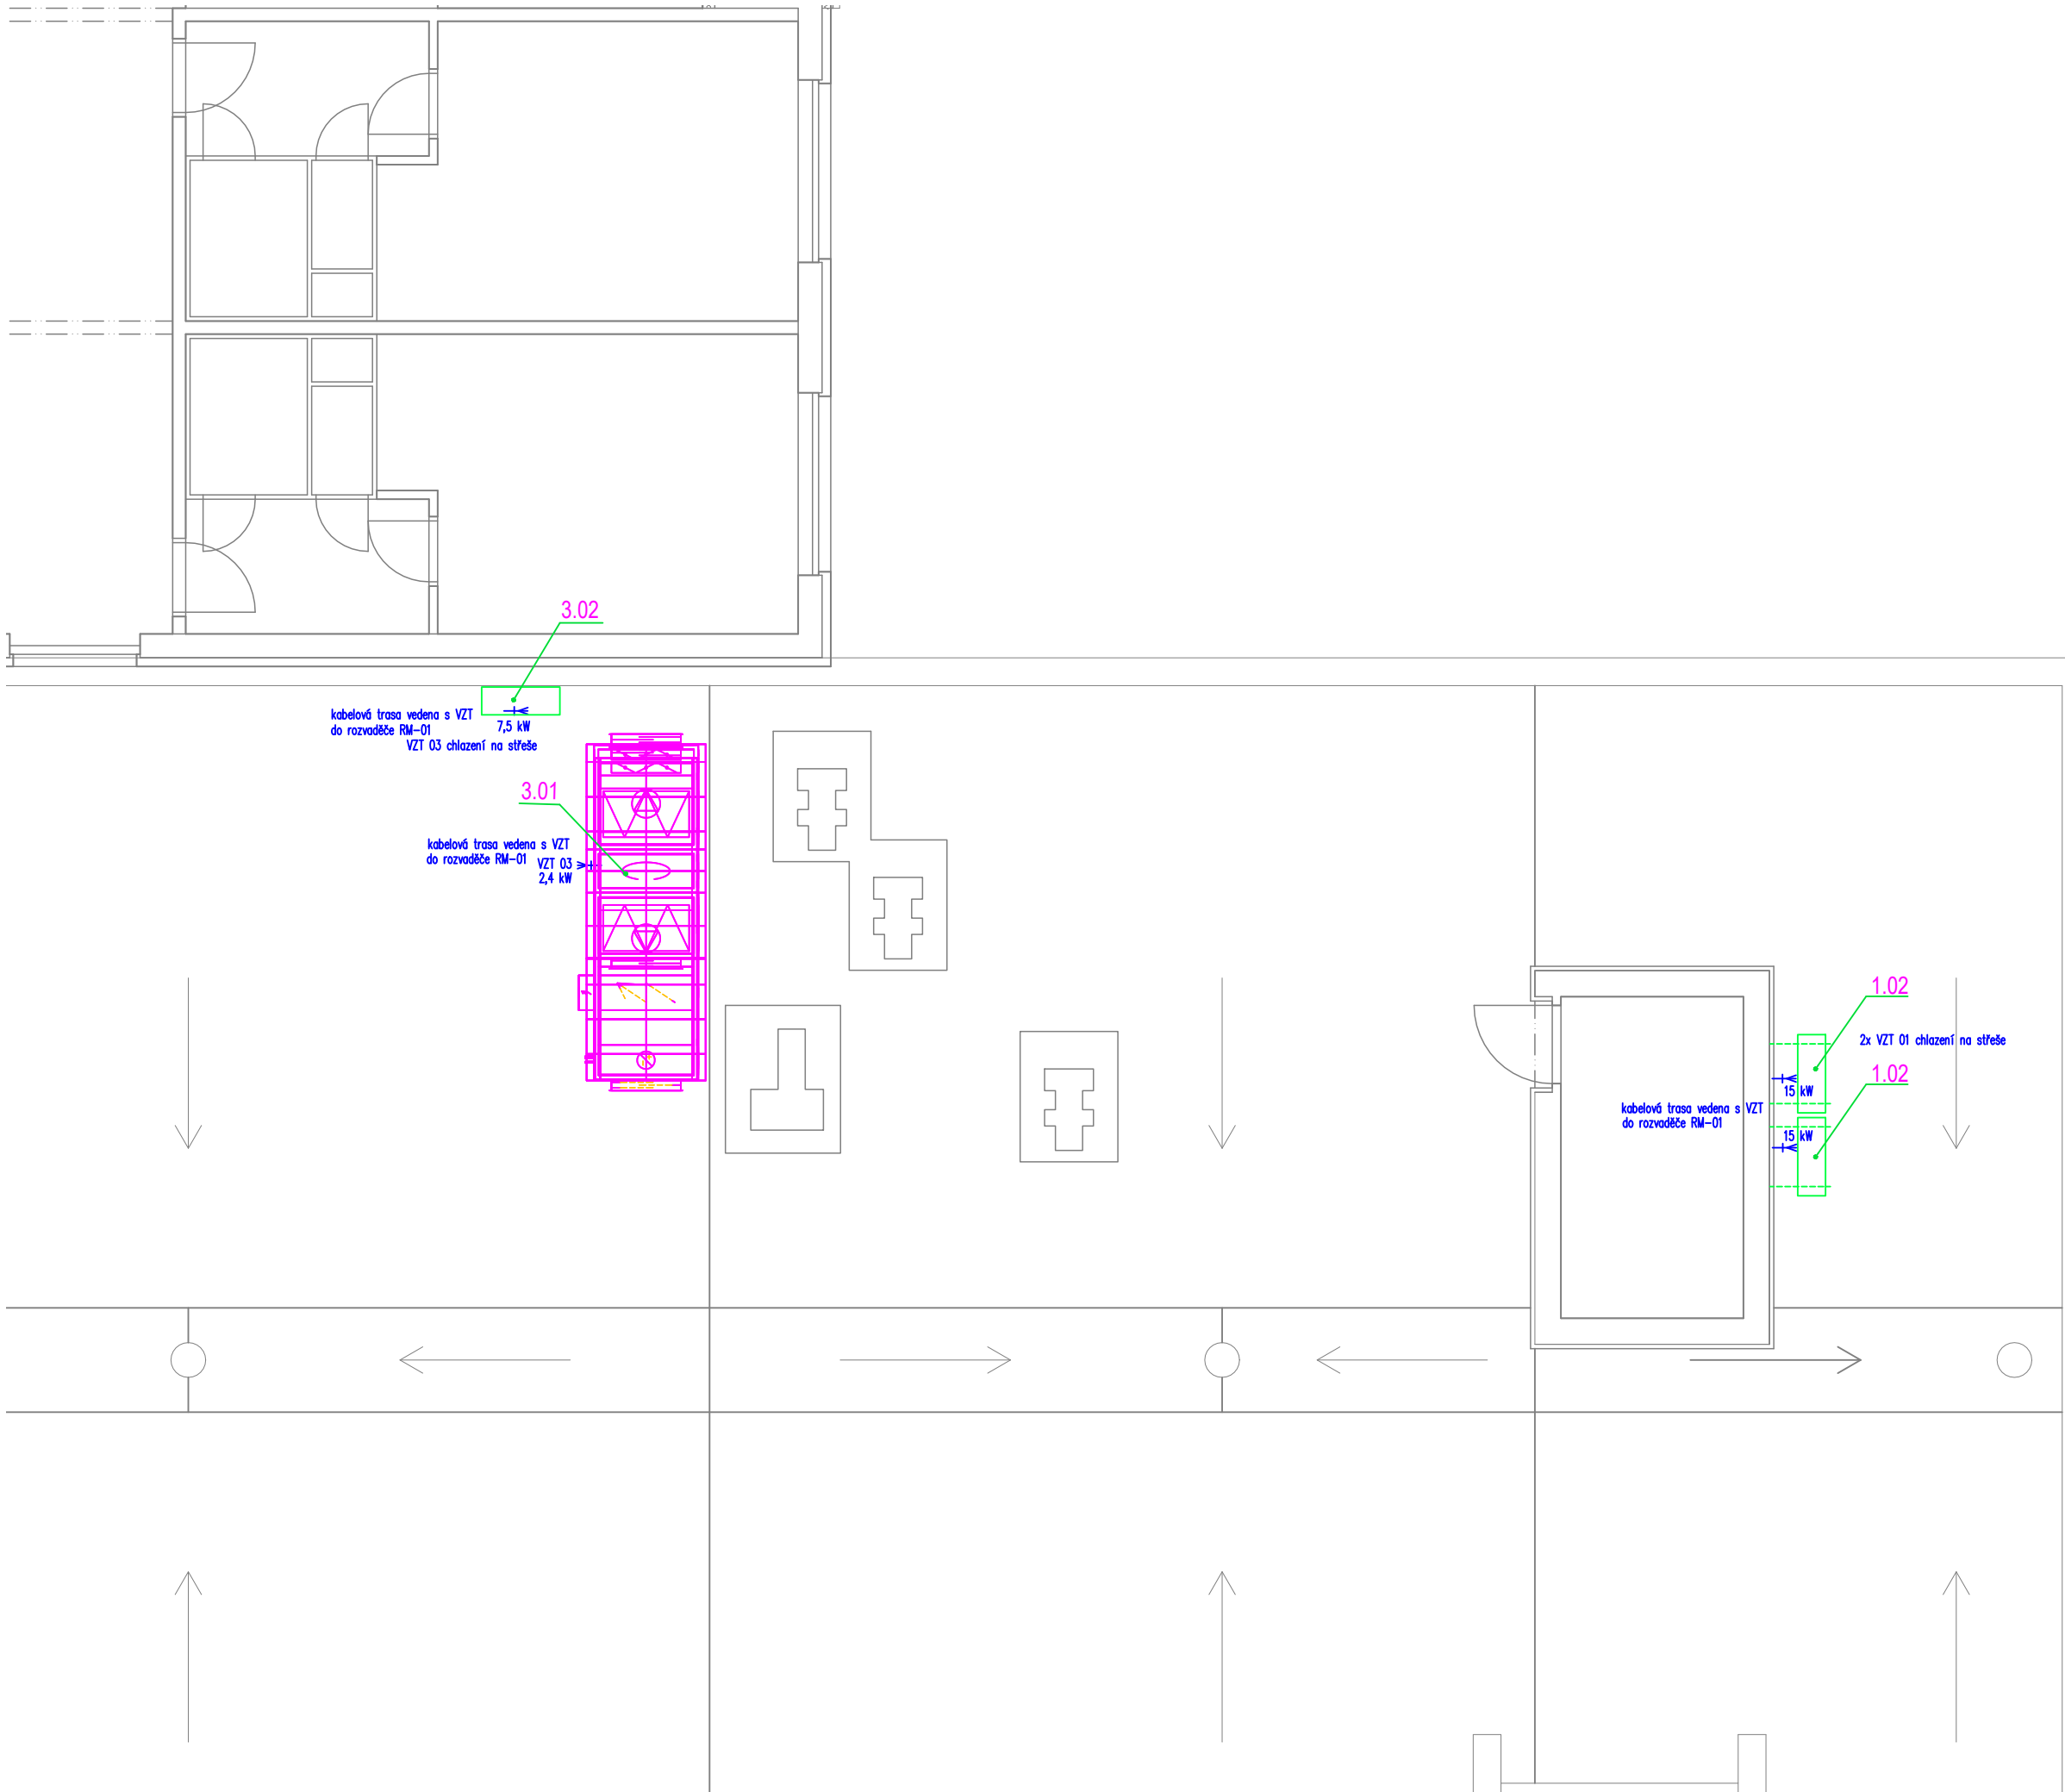 3.02
kabelová trasa vedena s VZT
do rozvaděče RM-01
7,5 kW
VZT 03 chlazení na střeše
3.01
kabelová trasa vedena s VZT
do rozvaděče RM-01
VZT 03
2,4 kW
1.02
2x VZT 01 chlazení na střeše
1.02
15 kW
kabelová trasa vedena s VZT
do rozvaděče RM-01
15 kW